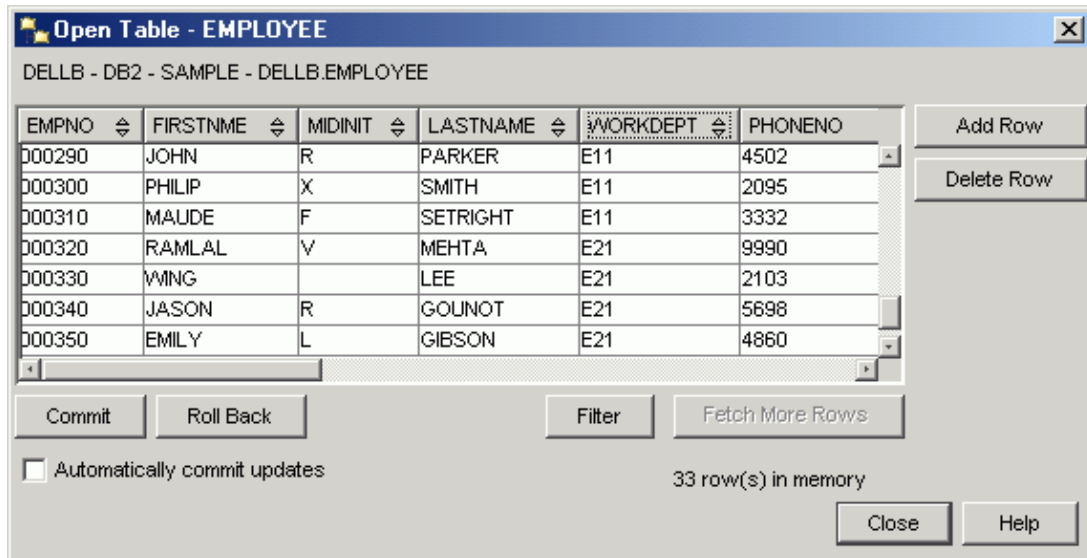 Open Table - EMPLOYEE
DELLB - DB2 - SAMPLE - DELLB.EMPLOYEE
EMPNO FIRSTNME MIDINIT LASTNAME WORKDEPT PHONENO
000290 JOHN R PARKER E11 4502
000300 PHILIP X SMITH E11 2095
000310 MAUDE F SETRIGHT E11 3332
000320 RAMLAL V MEHTA E21 9990
000330 WING LEE E21 2103
000340 JASON R GOUNOT E21 5698
000350 EMILY L GIBSON E21 4860
Add Row
Delete Row
Commit Roll Back Filter Fetch More Rows
Automatically commit updates
33 row(s) in memory
Close Help